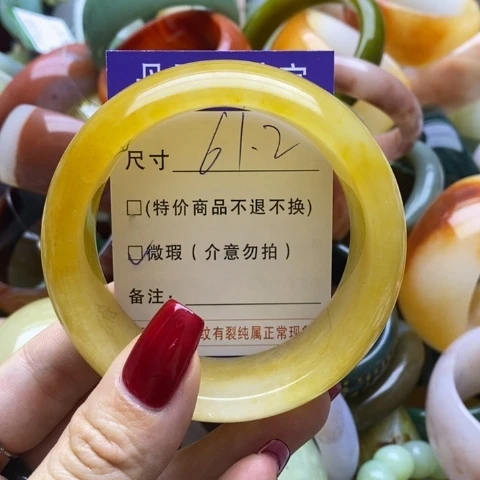 尺寸 61.2
□(特价商品不退不换)
☑微瑕(介意勿拍)
备注:
纹有裂纯属正常现